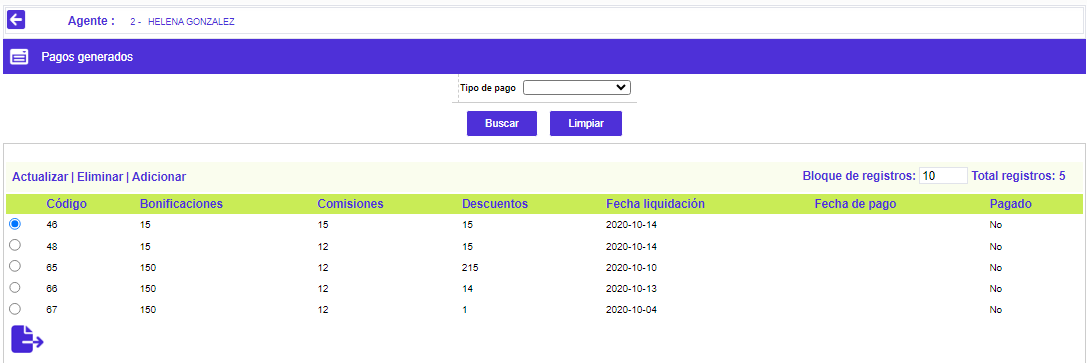 Agente : 2 - HELENA GONZALEZ
Pagos generados
Tipo de pago
Buscar Limpiar
Actualizar | Eliminar | Adicionar Bloque de registros: 10 Total registros: 5
Código Bonificaciones Comisiones Descuentos Fecha liquidación Fecha de pago Pagado
46 15 15 15 2020-10-14 No
48 15 12 15 2020-10-14 No
65 150 12 215 2020-10-10 No
66 150 12 14 2020-10-13 No
67 150 12 1 2020-10-04 No